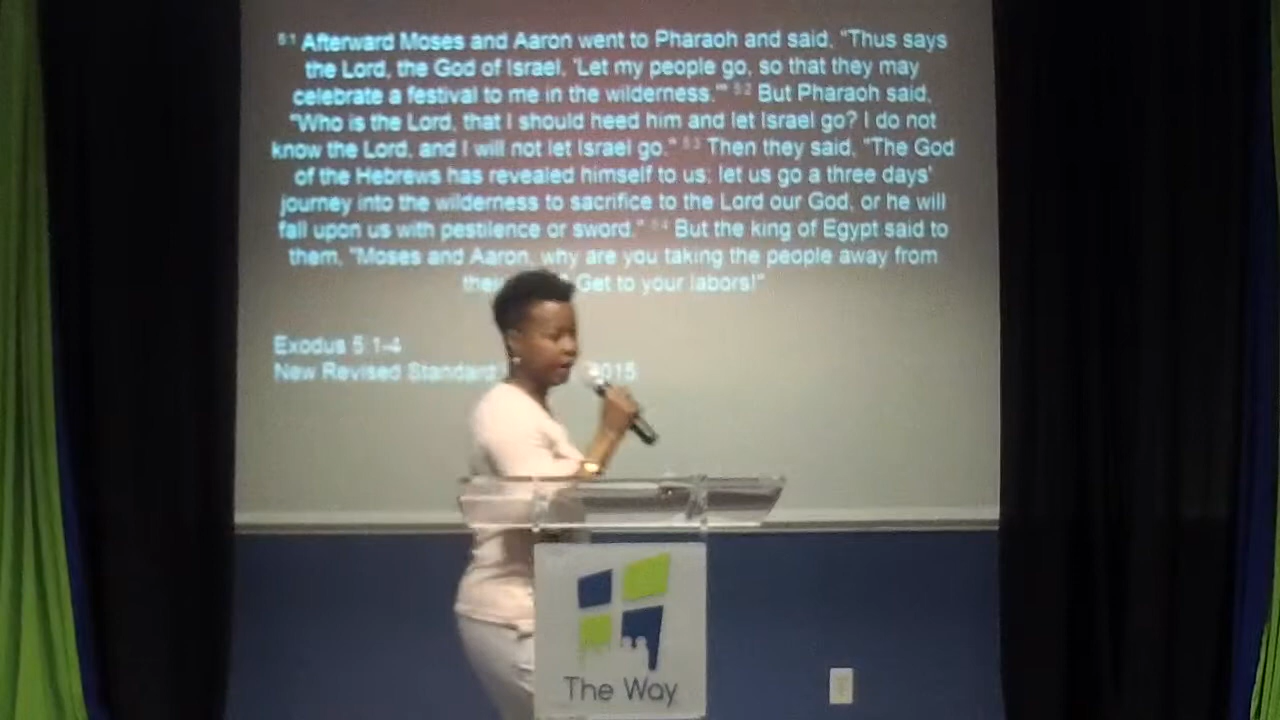 5:1 Afterward Moses and Aaron went to Pharaoh and said, "Thus says
the Lord, the God of Israel, 'Let my people go, so that they may
celebrate a festival to me in the wilderness.'" 5:2 But Pharaoh said,
"Who is the Lord, that I should heed him and let Israel go? I do not
know the Lord, and I will not let Israel go." 5:3 Then they said, "The God
of the Hebrews has revealed himself to us; let us go a three days'
journey into the wilderness to sacrifice to the Lord our God, or he will
fall upon us with pestilence or sword." 5:4 But the king of Egypt said to
them, "Moses and Aaron, why are you taking the people away from
Get to your labors!"
Exodus 5:1-4
New Revised Standard
The Way